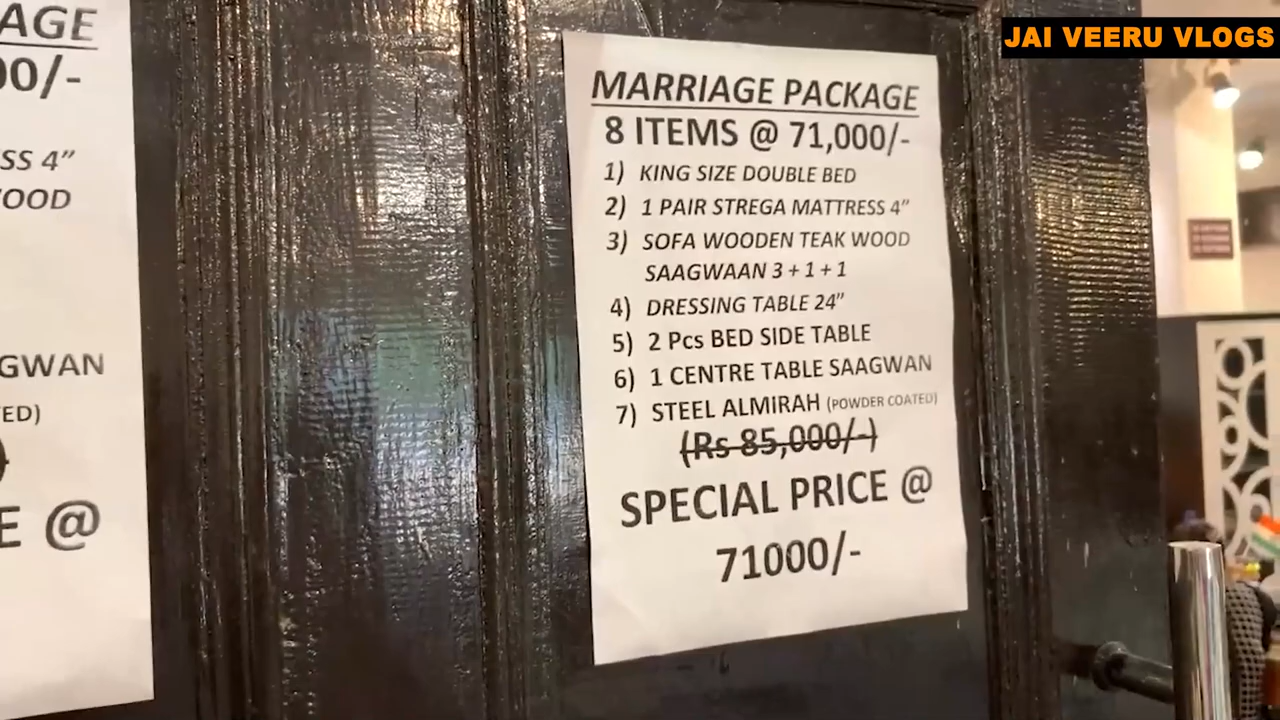 JAI VEERU VLOGS
AGE
00/-
SS 4”
OOD
GWAN
ED)
E @
MARRIAGE PACKAGE
8 ITEMS @ 71,000/-
1) KING SIZE DOUBLE BED
2) 1 PAIR STREGA MATTRESS 4”
3) SOFA WOODEN TEAK WOOD
SAAGWAAN 3 + 1 + 1
4) DRESSING TABLE 24”
5) 2 Pcs BED SIDE TABLE
6) 1 CENTRE TABLE SAAGWAN
7) STEEL ALMIRAH (POWDER COATED)
(Rs 85,000/-)
SPECIAL PRICE @
71000/-